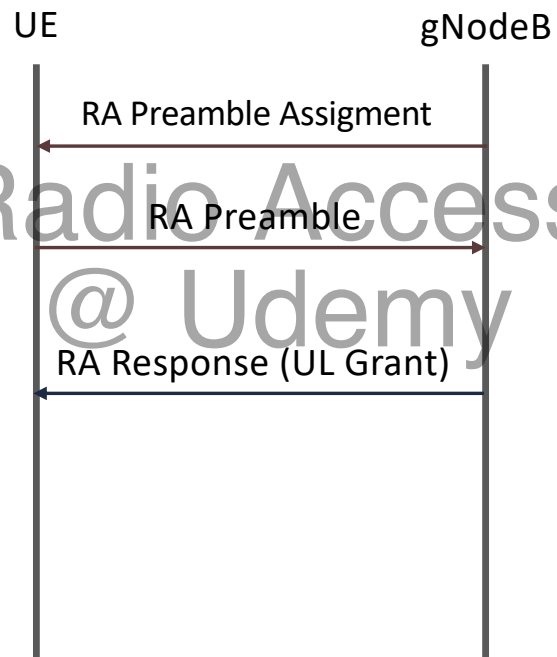 UE
gNodeB
RA Preamble Assigment
Radio Access
RA Preamble
@ Udemy
RA Response (UL Grant)